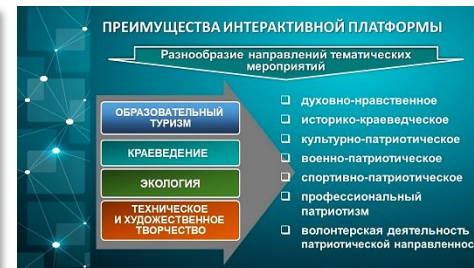 ПРЕИМУЩЕСТВА ИНТЕРАКТИВНОЙ ПЛАТФОРМЫ
Разнообразие направлений тематических
мероприятий
ОБРАЗОВАТЕЛЬНЫЙ
ТУРИЗМ
КРАЕВЕДЕНИЕ
ЭКОЛОГИЯ
ТЕХНИЧЕСКОЕ
И ХУДОЖЕСТВЕННОЕ
ТВОРЧЕСТВО
духовно-нравственное
историко-краеведческое
культурно-патриотическое
военно-патриотическое
спортивно-патриотическое
профессиональный
патриотизм
волонтерская деятельность
патриотической направленнос